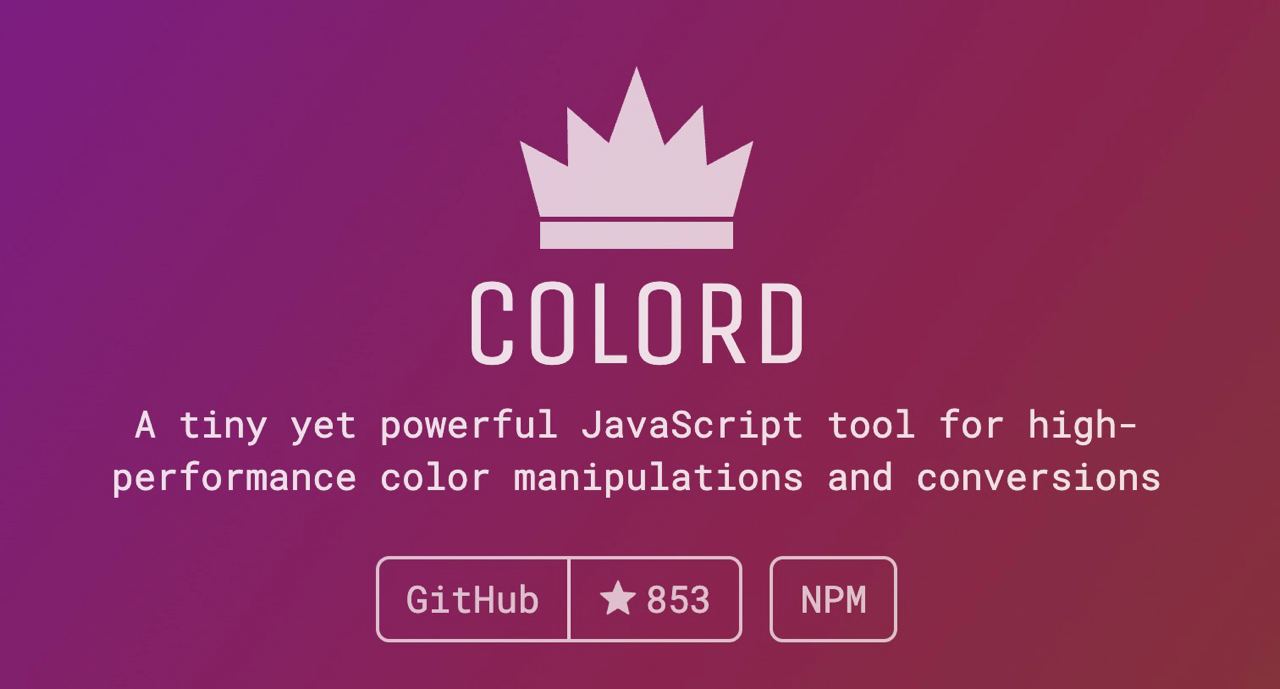 COLORD
A tiny yet powerful JavaScript tool for high-
performance color manipulations and conversions
GitHub ★ 853 NPM